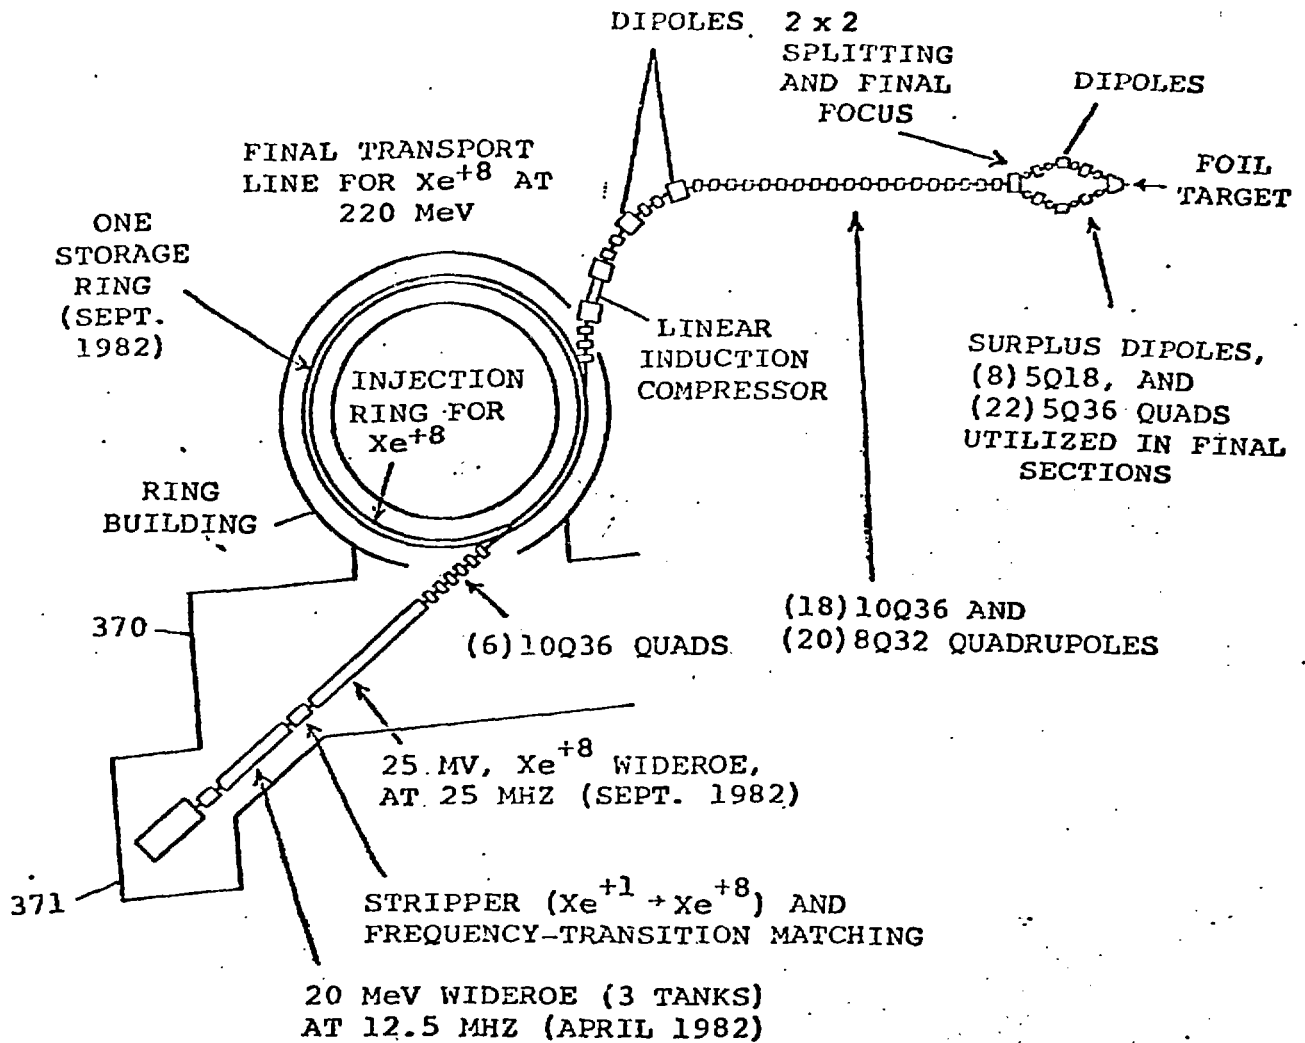 DIPOLES
2 x 2
SPLITTING
AND FINAL
FOCUS
DIPOLES
FOIL
TARGET
FINAL TRANSPORT
LINE FOR Xe+8 AT
220 MeV
ONE
STORAGE
RING
(SEPT.
1982)
LINEAR
INDUCTION
COMPRESSOR
SURPLUS DIPOLES,
(8)5Q18, AND
(22)5Q36 QUADS
UTILIZED IN FINAL
SECTIONS
INJECTION
RING FOR
Xe+8
RING
BUILDING
370
(6)10Q36 QUADS
(18)10Q36 AND
(20)8Q32 QUADRUPOLES
25 MV, Xe+8 WIDEROE,
AT 25 MHZ (SEPT. 1982)
371
STRIPPER (Xe+1 → Xe+8) AND
FREQUENCY-TRANSITION MATCHING
20 MeV WIDEROE (3 TANKS)
AT 12.5 MHZ (APRIL 1982)